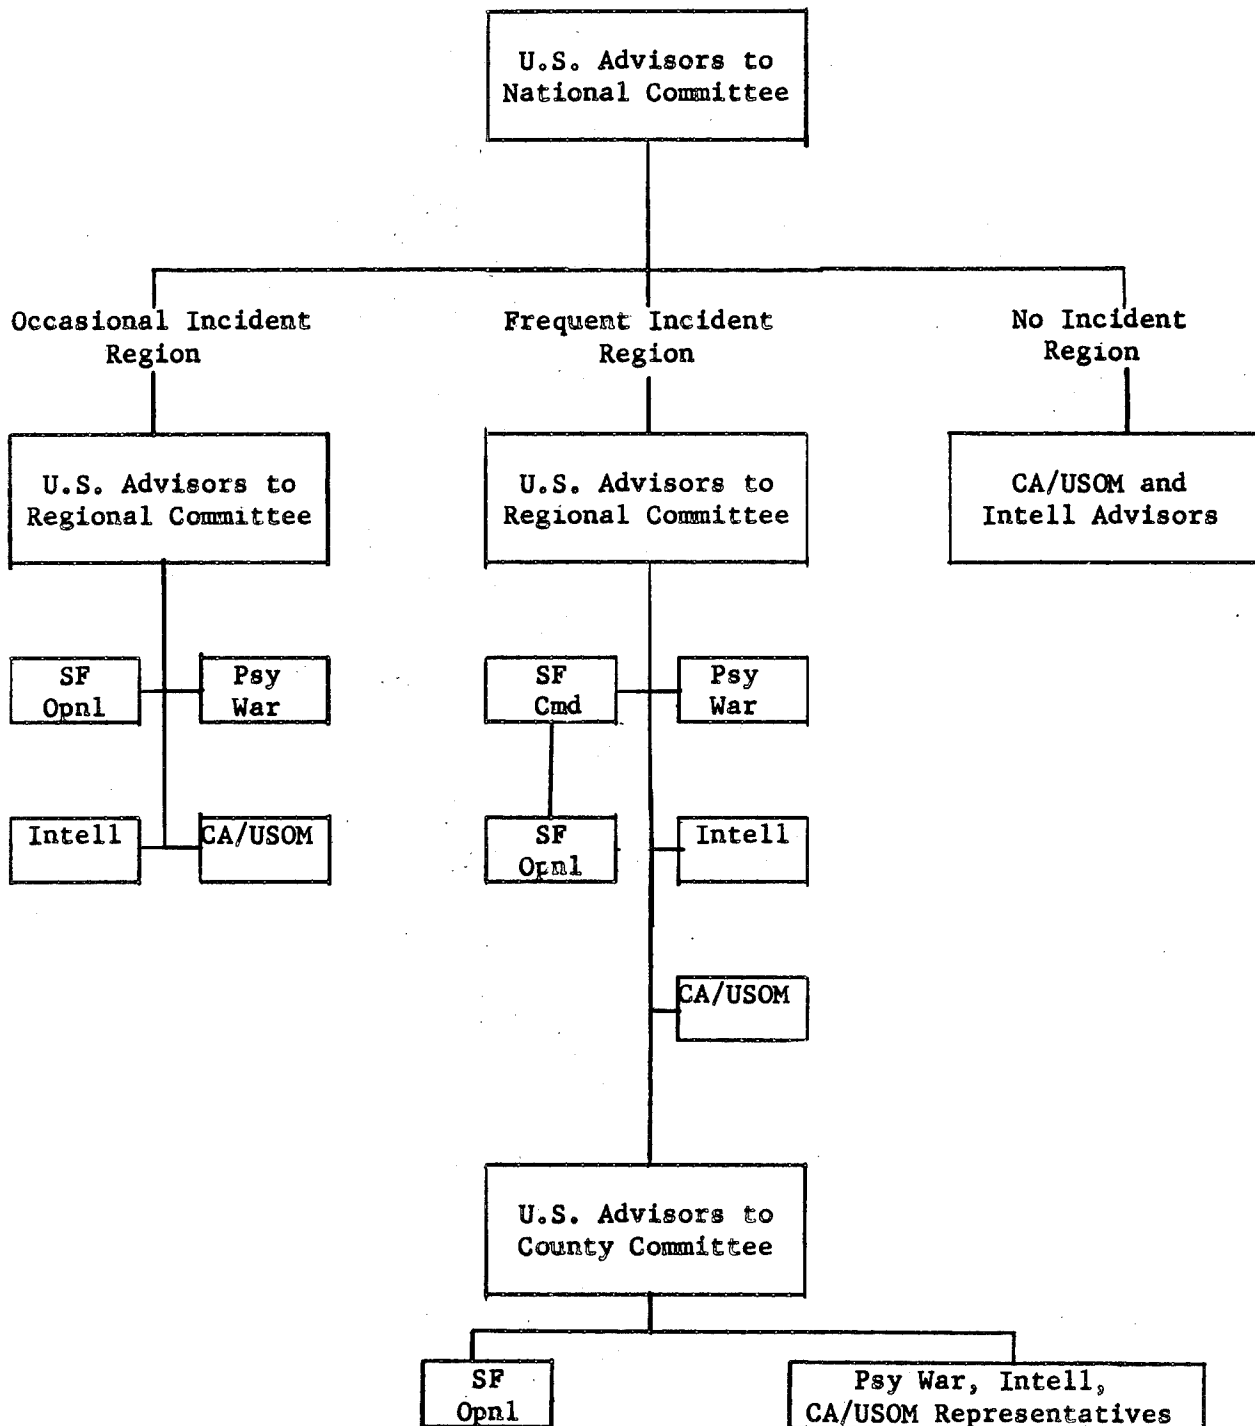 U.S. Advisors to
National Committee
Occasional Incident
Region
Frequent Incident
Region
No Incident
Region
U.S. Advisors to
Regional Committee
U.S. Advisors to
Regional Committee
CA/USOM and
Intell Advisors
SF
Opnl
Psy
War
SF
Cmd
Psy
War
Intell
CA/USOM
SF
Opnl
Intell
CA/USOM
U.S. Advisors to
County Committee
SF
Opnl
Psy War, Intell,
CA/USOM Representatives